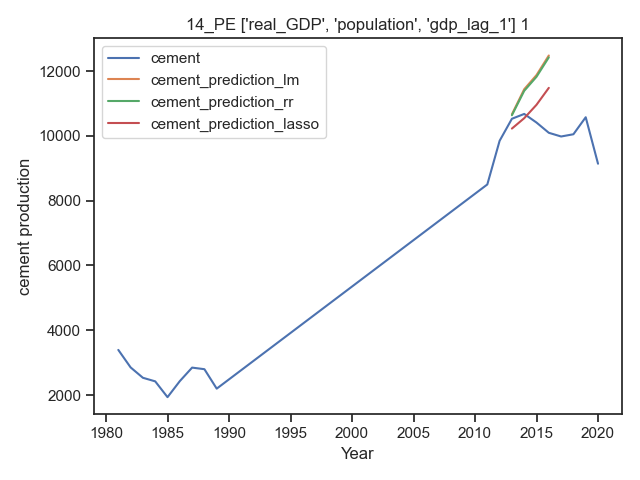 14_PE ['real_GDP', 'population', 'gdp_lag_1'] 1
cement
cement_prediction_lm
cement_prediction_rr
cement_prediction_lasso
cement production
12000
10000
8000
6000
4000
2000
1980 1985 1990 1995 2000 2005 2010 2015 2020
Year